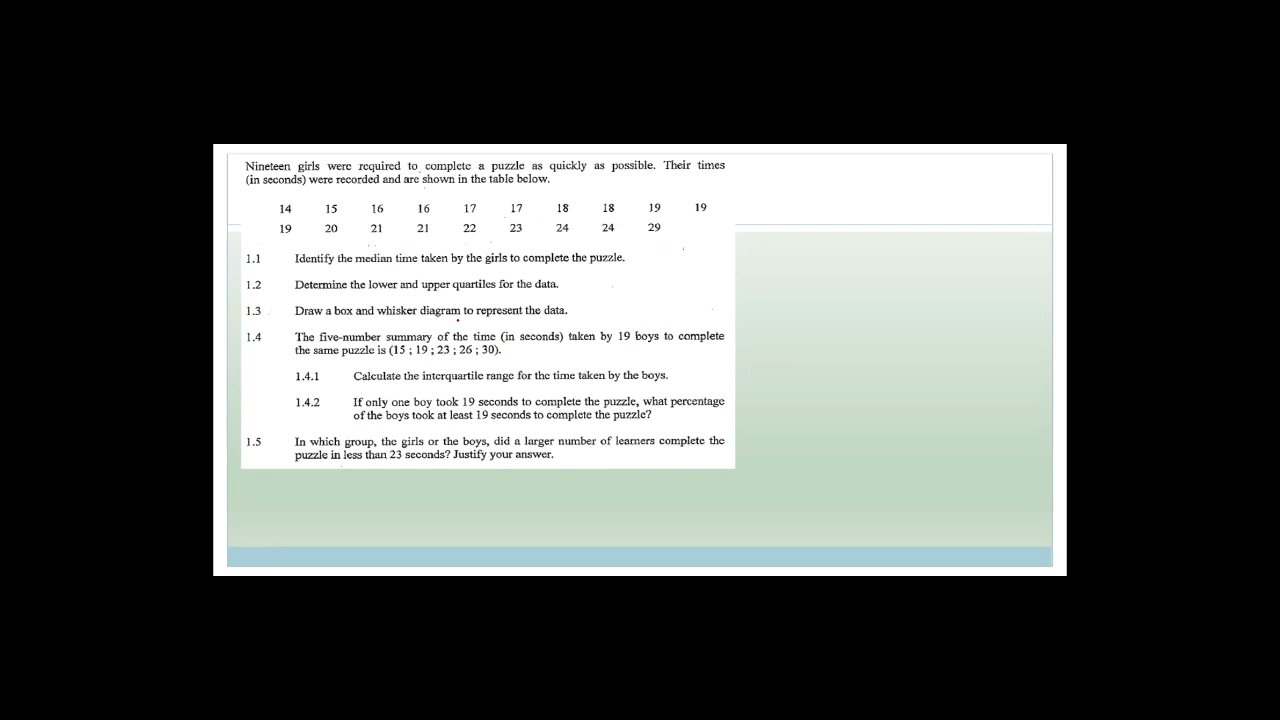 Nineteen girls were required to complete a puzzle as quickly as possible. Their times
(in seconds) were recorded and are shown in the table below.
14 15 16 16 17 17 18 18 19 19
19 20 21 21 22 23 24 24 29
1.1 Identify the median time taken by the girls to complete the puzzle.
1.2 Determine the lower and upper quartiles for the data.
1.3 Draw a box and whisker diagram to represent the data.
1.4 The five-number summary of the time (in seconds) taken by 19 boys to complete
the same puzzle is (15 ; 19 ; 23 ; 26 ; 30).
1.4.1 Calculate the interquartile range for the time taken by the boys.
1.4.2 If only one boy took 19 seconds to complete the puzzle, what percentage
of the boys took at least 19 seconds to complete the puzzle?
1.5 In which group, the girls or the boys, did a larger number of learners complete the
puzzle in less than 23 seconds? Justify your answer.